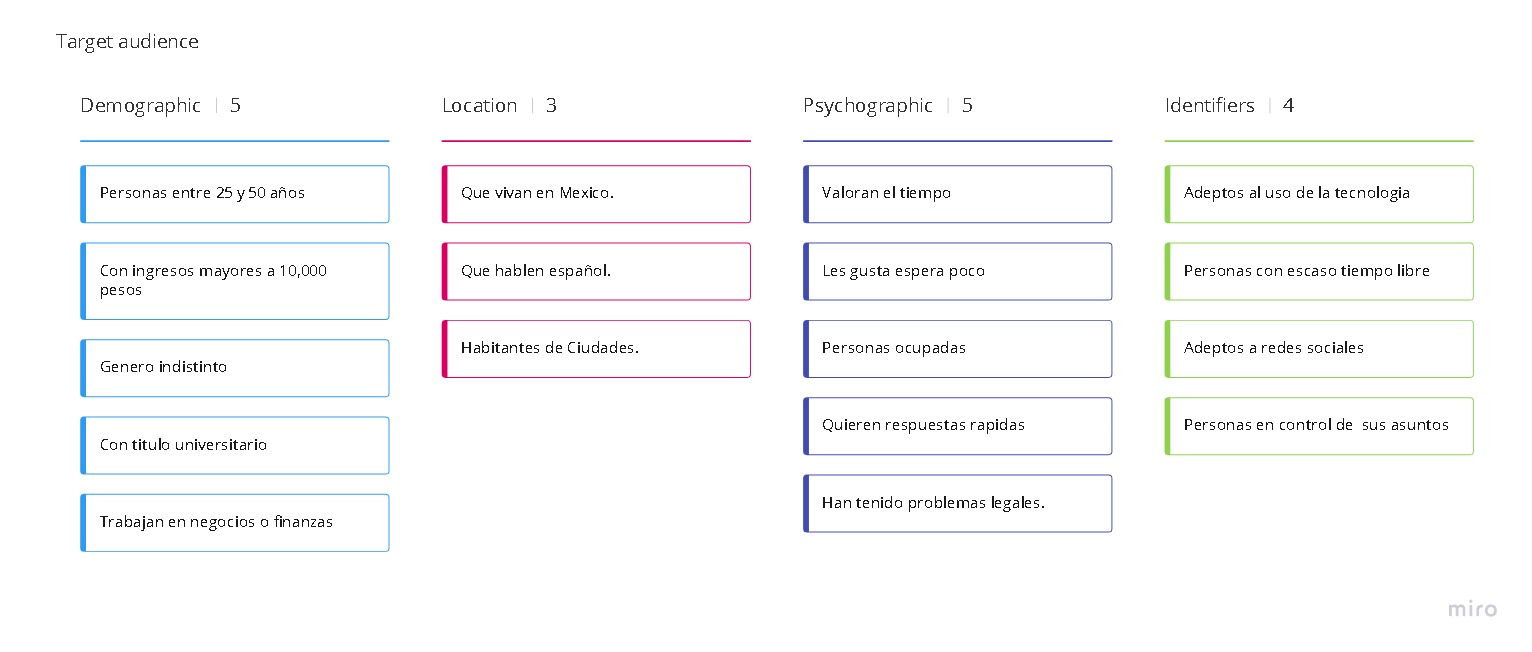 Target audience
Demographic | 5
Personas entre 25 y 50 años
Con ingresos mayores a 10,000
pesos
Genero indistinto
Con titulo universitario
Trabajan en negocios o finanzas
Location | 3
Que vivan en Mexico.
Que hablen español.
Habitantes de Ciudades.
Psychographic | 5
Valoran el tiempo
Les gusta espera poco
Personas ocupadas
Quieren respuestas rapidas
Han tenido problemas legales.
Identifiers | 4
Adeptos al uso de la tecnologia
Personas con escaso tiempo libre
Adeptos a redes sociales
Personas en control de  sus asuntos
miro